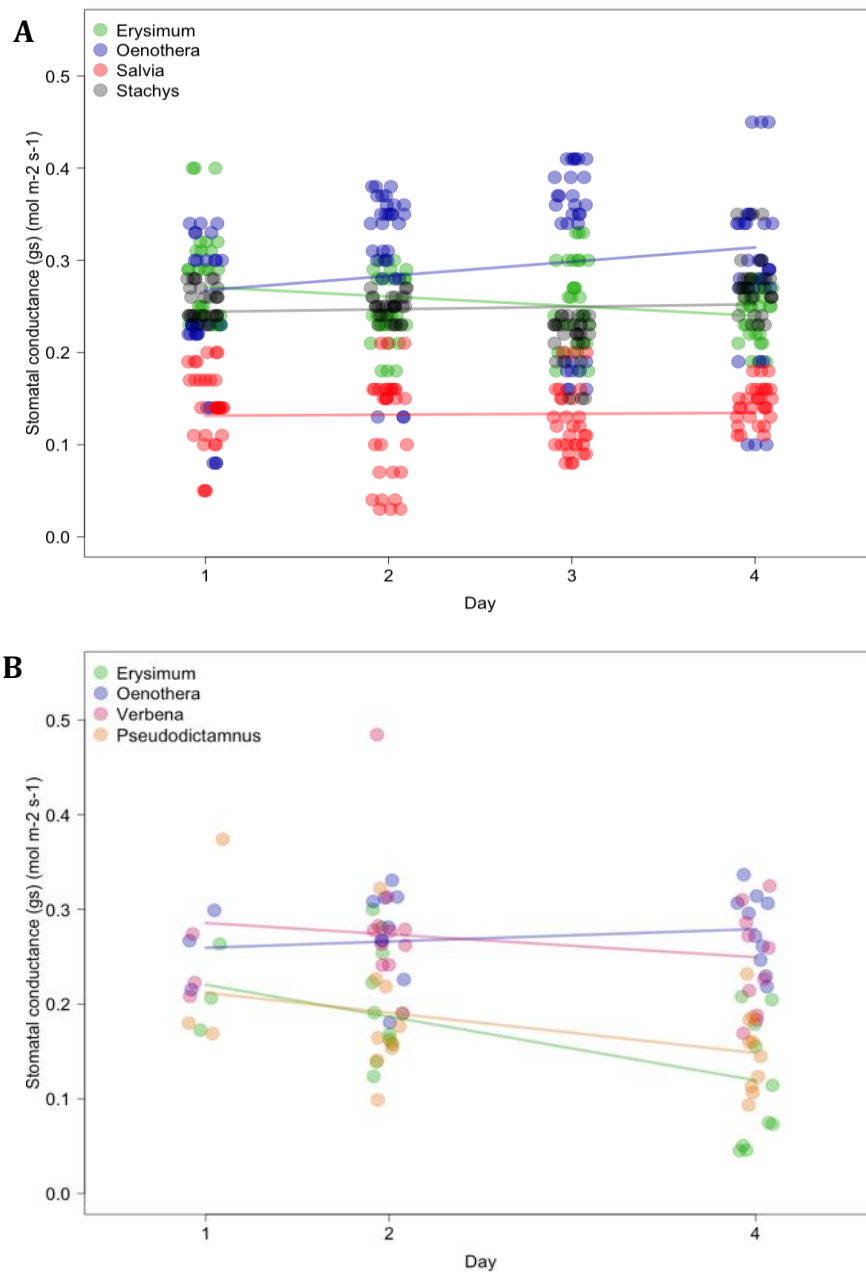 A
Erysimum
Oenothera
Salvia
Stachys
Stomatal conductance (gs) (mol m-2 s-1)
0.5
0.4
0.3
0.2
0.1
0.0
1 2 3 4
Day
B
Erysimum
Oenothera
Verbena
Pseudodictamnus
Stomatal conductance (gs) (mol m-2 s-1)
0.5
0.4
0.3
0.2
0.1
0.0
1 2 4
Day